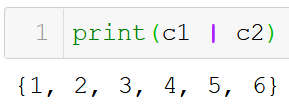 1 print(c1 | c2)
{1, 2, 3, 4, 5, 6}